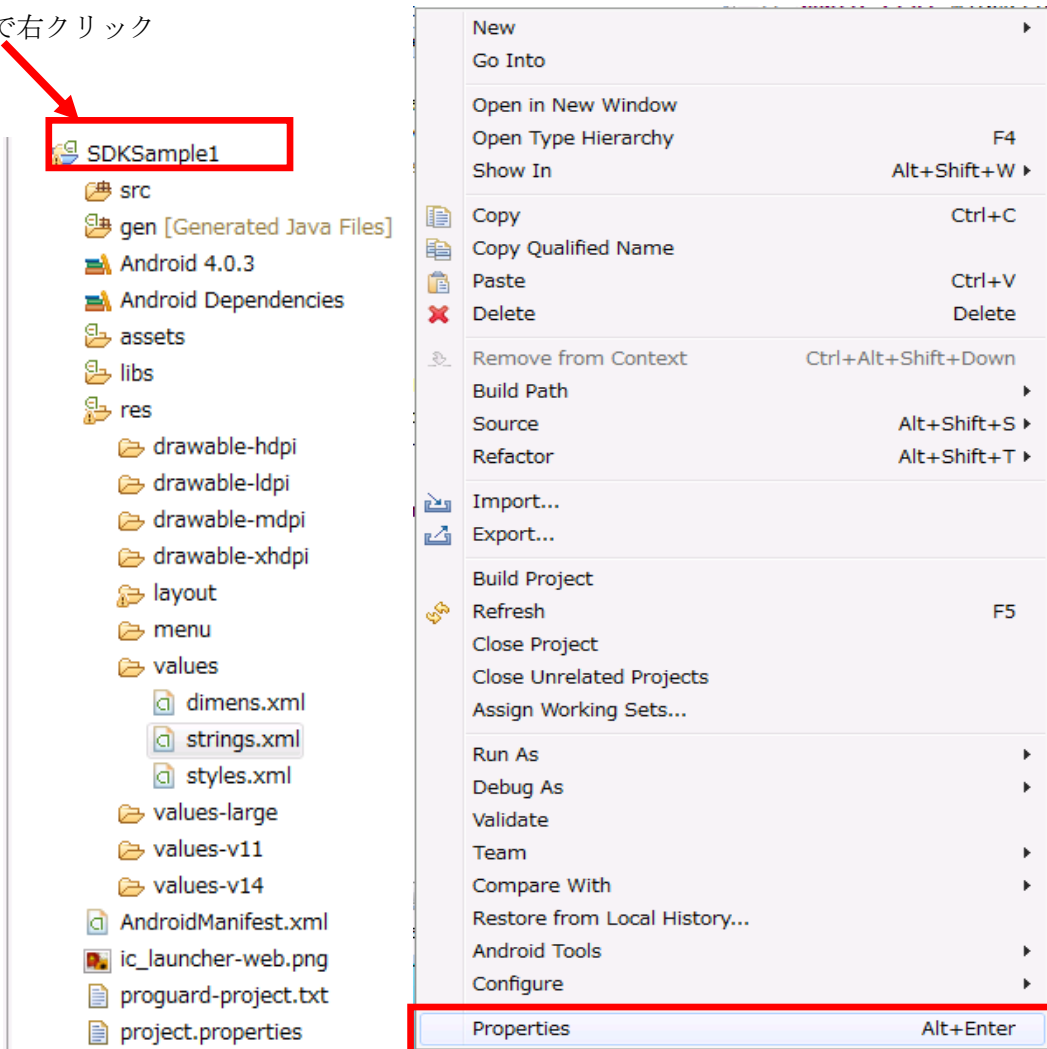 で右クリック
SDKSample1
src
gen [Generated Java Files]
Android 4.0.3
Android Dependencies
assets
libs
res
drawable-hdpi
drawable-ldpi
drawable-mdpi
drawable-xhdpi
layout
menu
values
dimens.xml
strings.xml
styles.xml
values-large
values-v11
values-v14
AndroidManifest.xml
ic_launcher-web.png
proguard-project.txt
project.properties
New
Go Into
Open in New Window
Open Type Hierarchy F4
Show In Alt+Shift+W
Copy Ctrl+C
Copy Qualified Name
Paste Ctrl+V
Delete Delete
Remove from Context Ctrl+Alt+Shift+Down
Build Path
Source Alt+Shift+S
Refactor Alt+Shift+T
Import...
Export...
Build Project
Refresh F5
Close Project
Close Unrelated Projects
Assign Working Sets...
Run As
Debug As
Validate
Team
Compare With
Restore from Local History...
Android Tools
Configure
Properties Alt+Enter